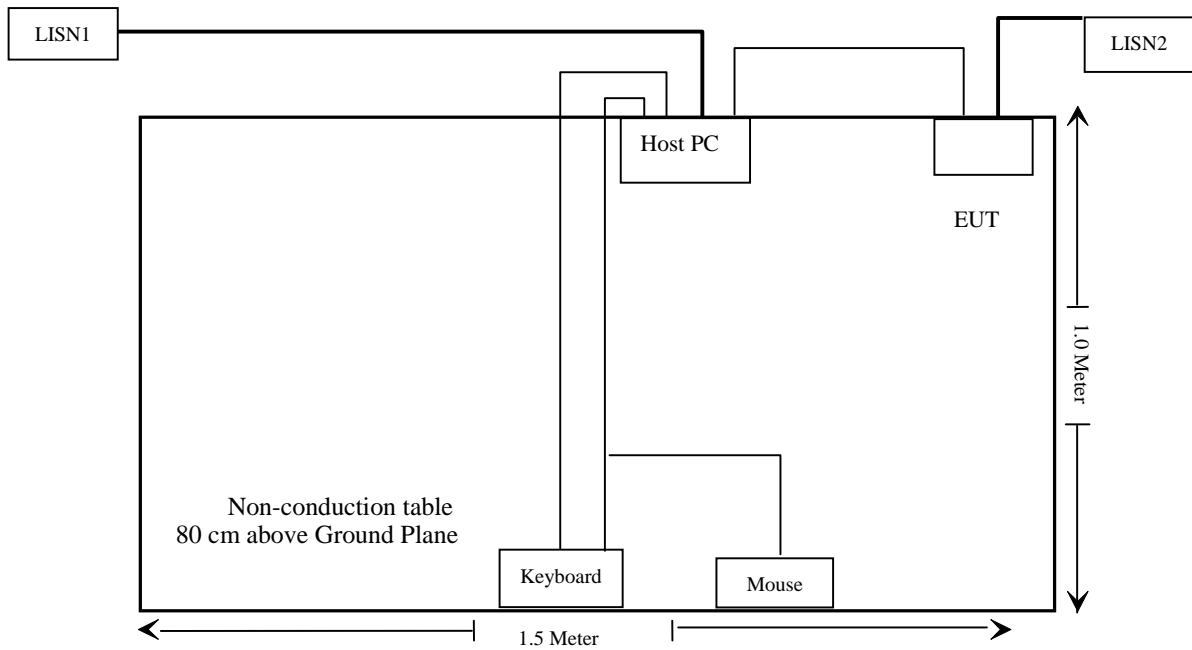 LISN1
LISN2
Host PC
EUT
1.0 Meter
Non-conduction table
80 cm above Ground Plane
Keyboard
Mouse
1.5 Meter